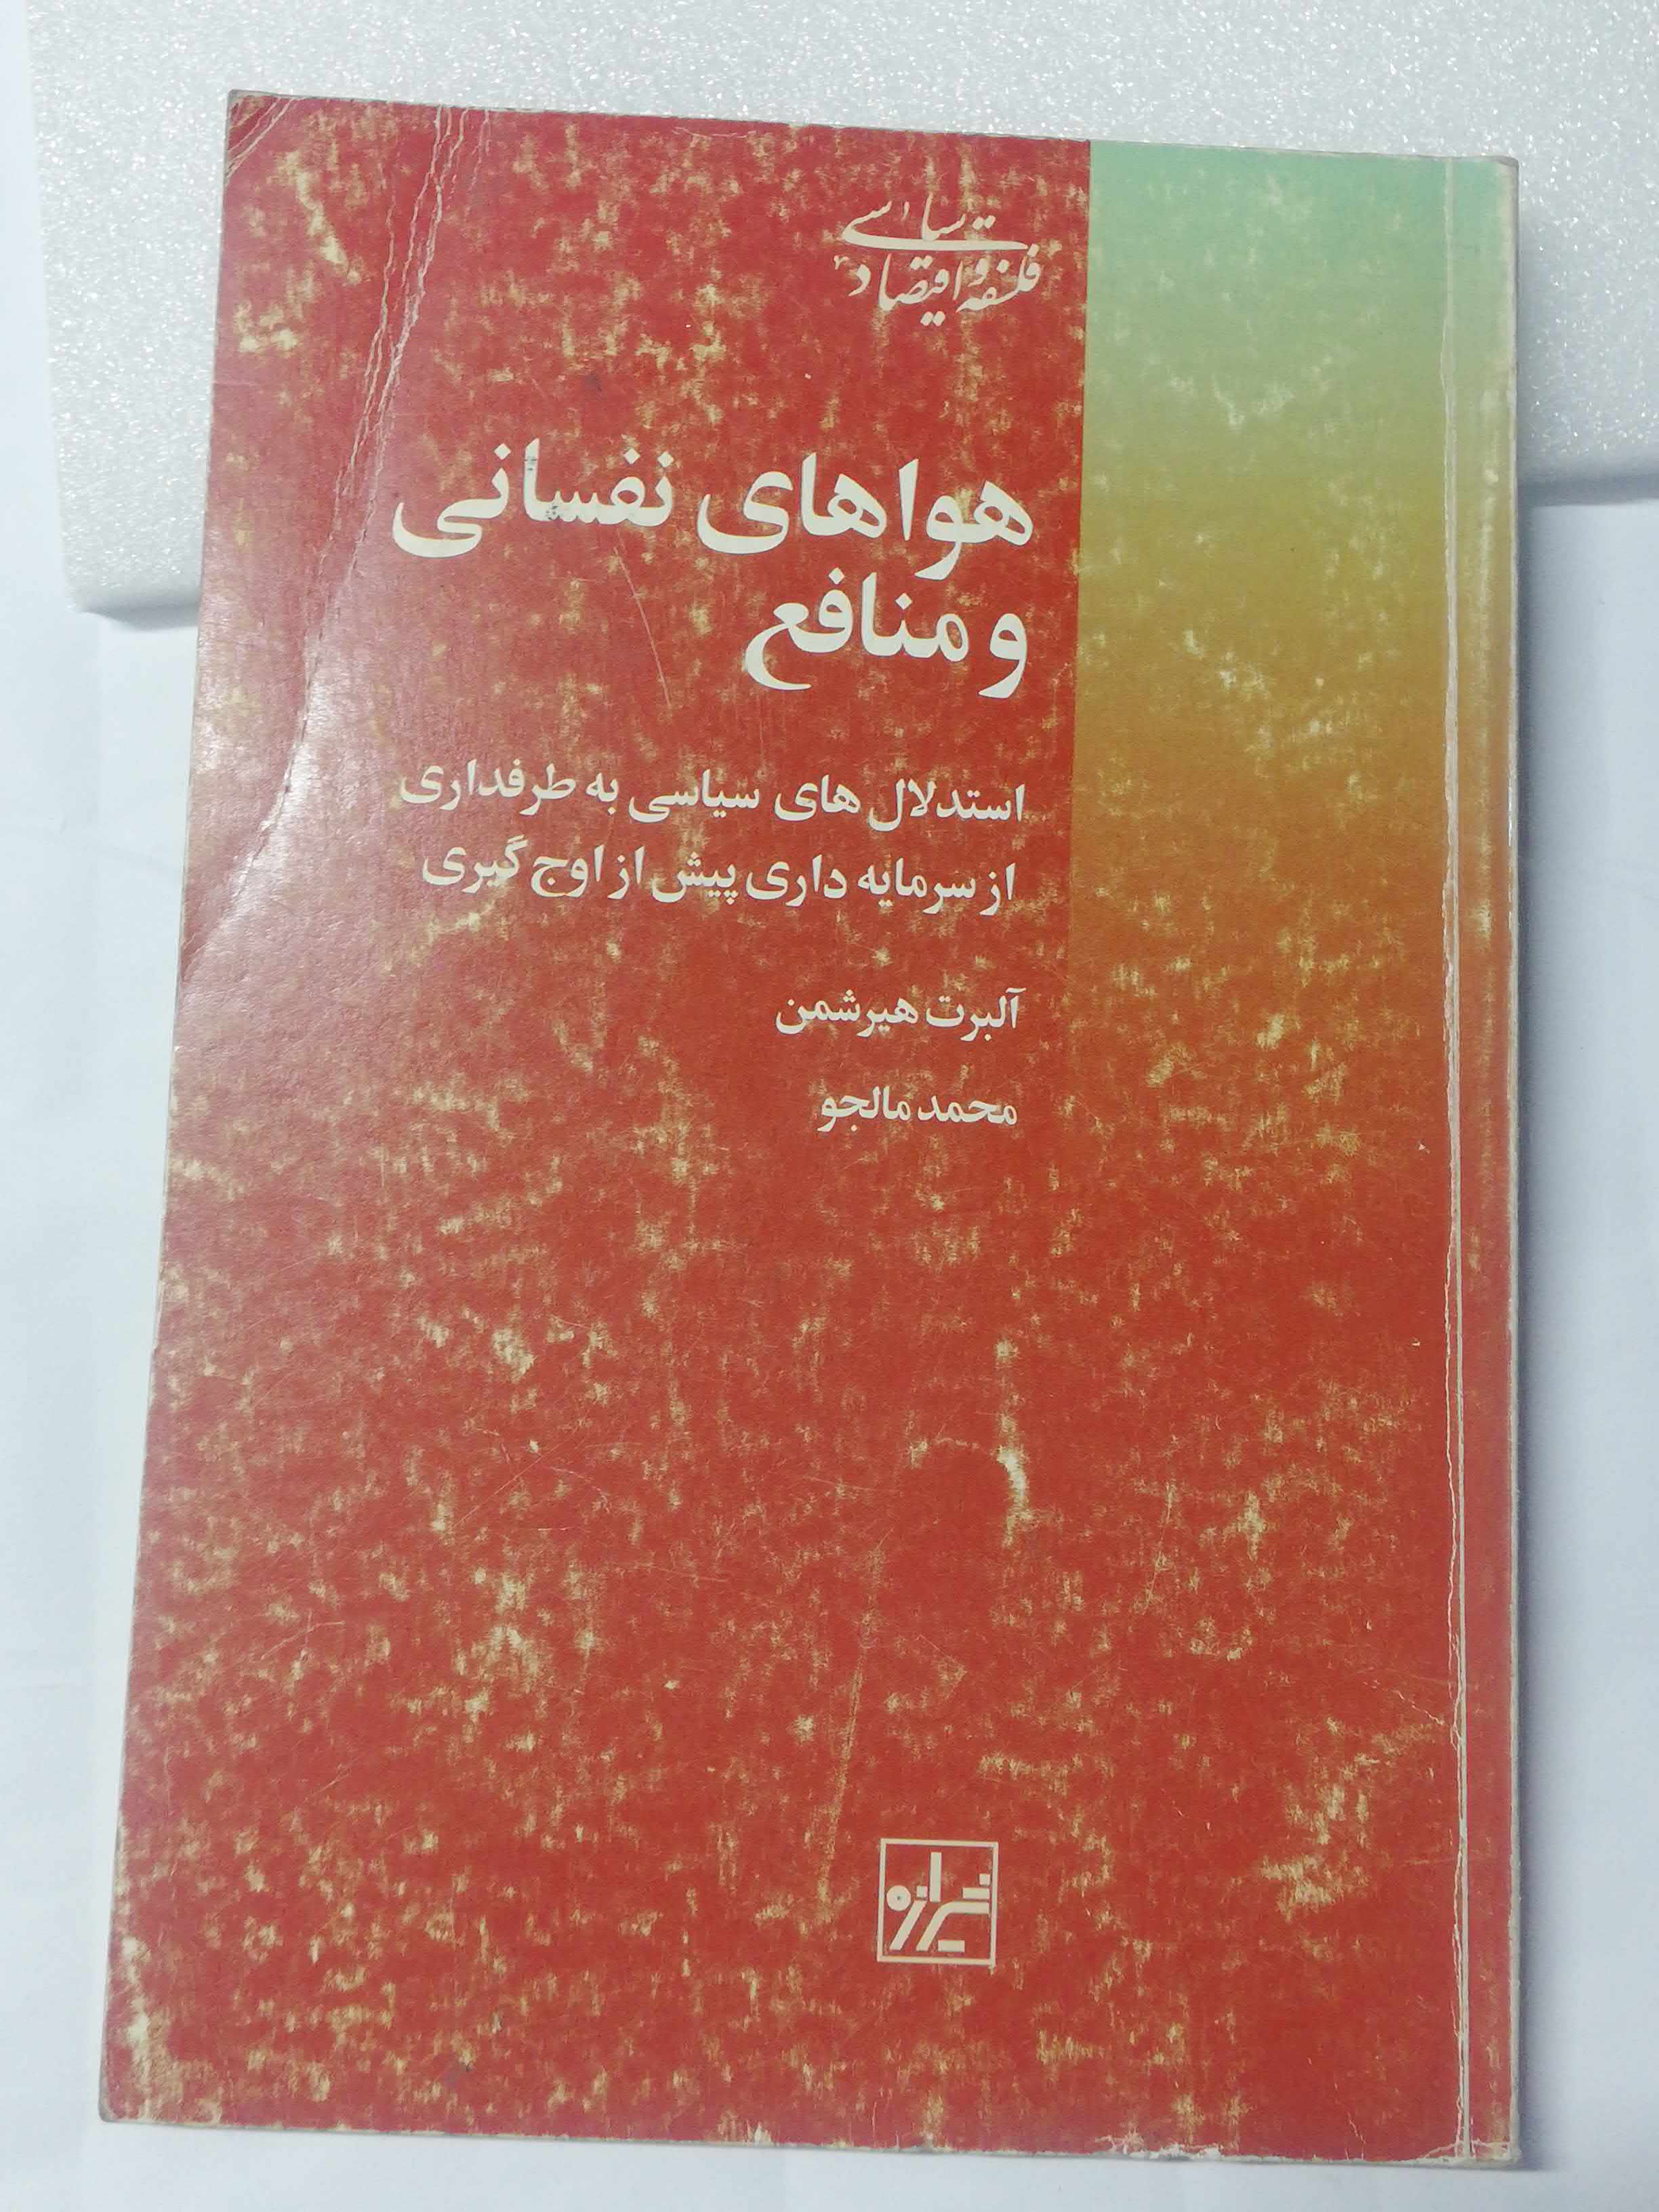 فلسفه و اقتصاد سیاسی ۲
هواهای نفسانی
و منافع
استدلال های سیاسی به طرفداری
از سرمایه داری پیش از اوج گیری
آلبرت هیرشمن
محمد مالجو
شیرازه